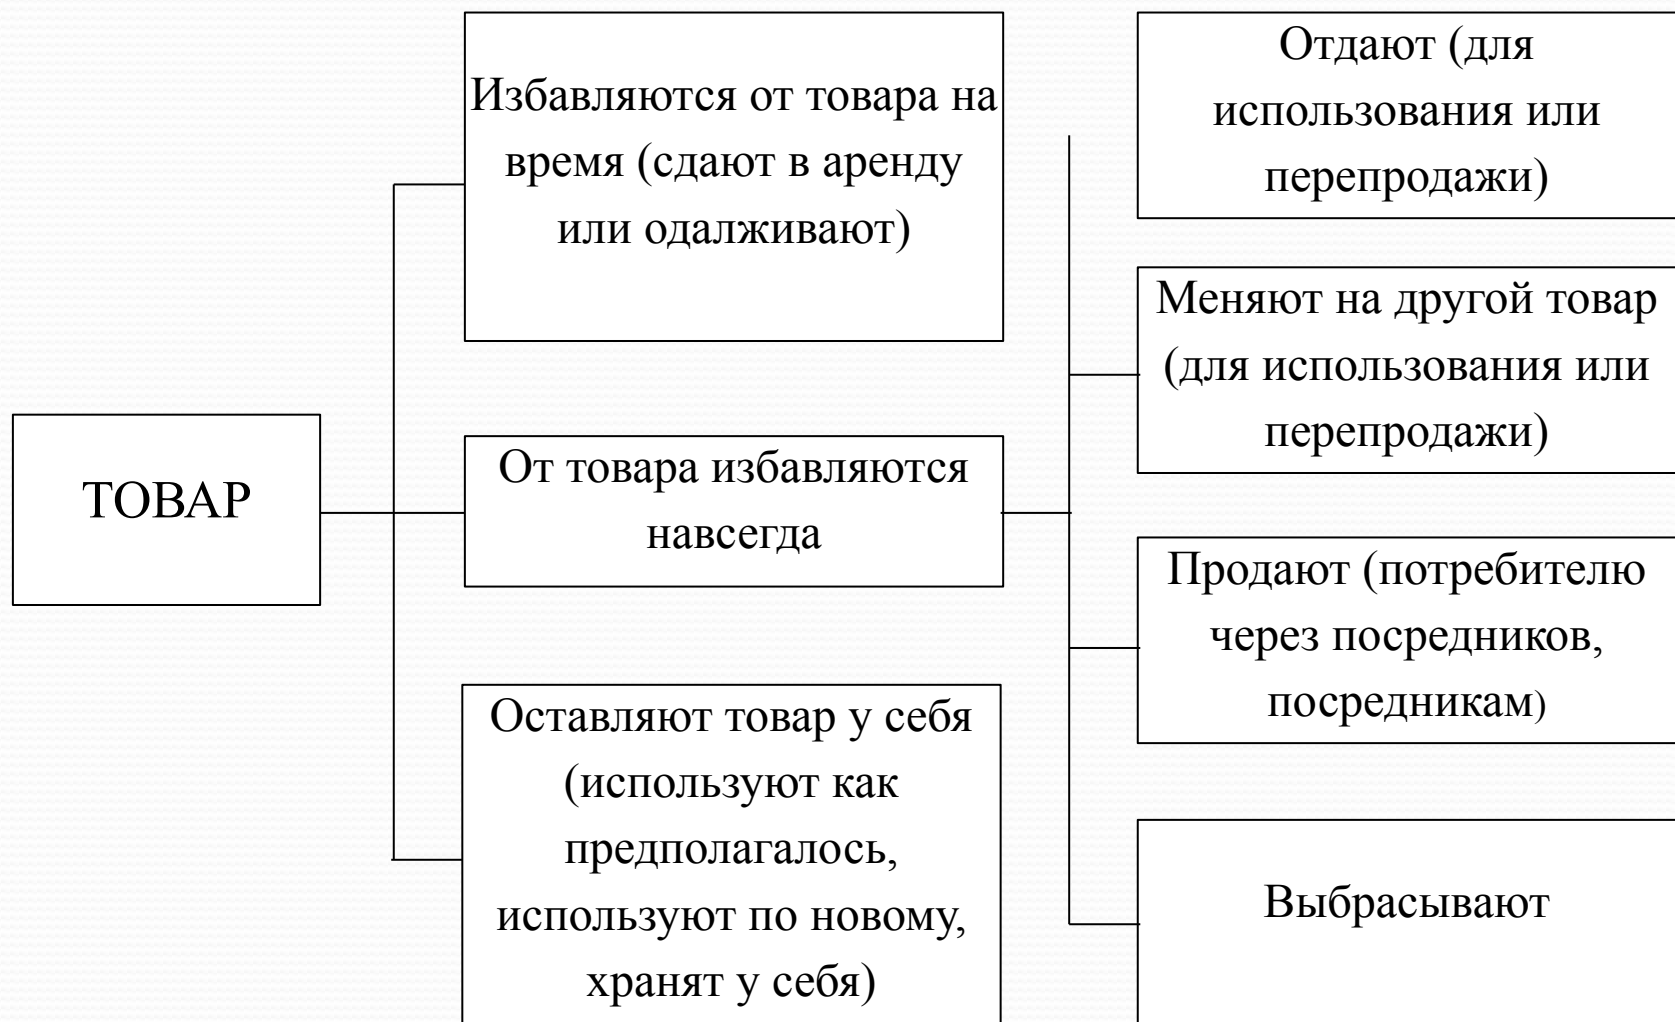 ТОВАР
Избавляются от товара на
время (сдают в аренду
или одалживают)
От товара избавляются
навсегда
Оставляют товар у себя
(используют как
предполагалось,
используют по новому,
хранят у себя)
Отдают (для
использования или
перепродажи)
Меняют на другой товар
(для использования или
перепродажи)
Продают (потребителю
через посредников,
посредникам)
Выбрасывают